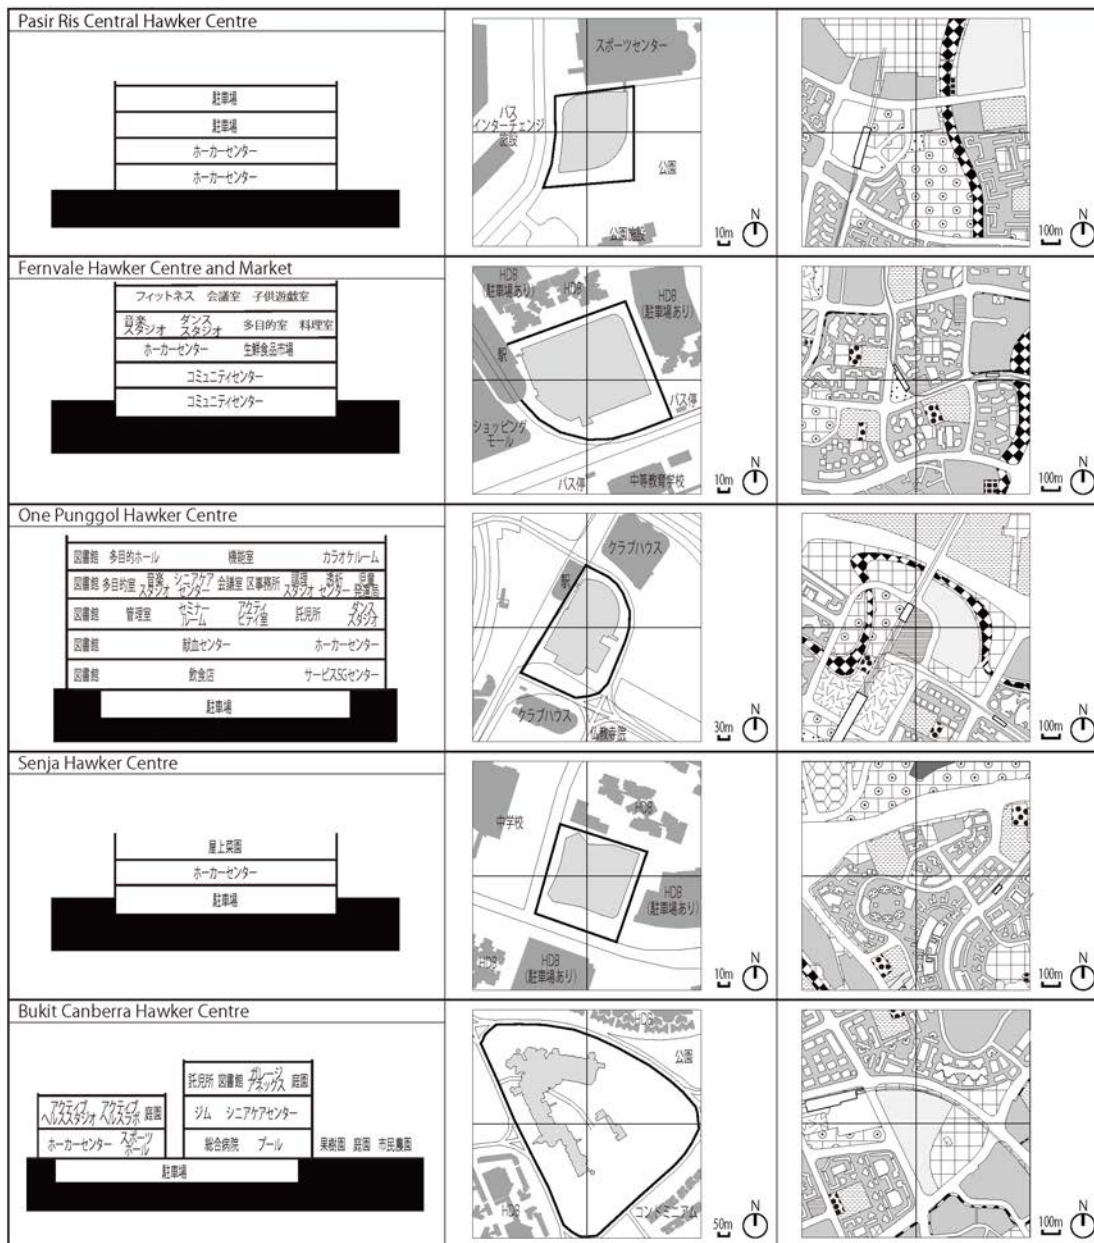 Pasir Ris Central Hawker Centre
駐車場
駐車場
ホーカーセンター
ホーカーセンター
スポーツセンター
バス
インターチェンジ
施設
公園
公園施設
10m
N
100m
N
Fernvale Hawker Centre and Market
フィットネス 会議室 子供遊戯室
音楽スタジオ ダンススタジオ 多目的室 料理室
ホーカーセンター 生鮮食品市場
コミュニティセンター
コミュニティセンター
HDB
(駐車場あり)
HDB
HDB
(駐車場あり)
駅
バス停
ショッピング
モール
バス停
中等教育学校
10m
N
100m
N
One Punggol Hawker Centre
図書館 多目的ホール 機能室 カラオケルーム
図書館 多目的室 音楽スタジオ シニアケアセンター 会議室 区事務所 調理スタジオ 透析センター 児童発達局
図書館 管理室 セミナールーム アクティビティ室 託児所 ダンススタジオ
図書館 献血センター ホーカーセンター
図書館 飲食店 サービスSGセンター
駐車場
クラブハウス
駅
クラブハウス
仏教寺院
30m
N
100m
N
Senja Hawker Centre
屋上菜園
ホーカーセンター
駐車場
中学校
HDB
HDB
(駐車場あり)
HDB
HDB
(駐車場あり)
10m
N
100m
N
Bukit Canberra Hawker Centre
託児所 図書館 ガレージアネックス 庭園
アクティブヘルススタジオ アクティブヘルスラボ 庭園
ジム シニアケアセンター
ホーカーセンター スポーツホール
総合病院 プール
果樹園 庭園 市民農園
駐車場
HDB
公園
HDB
コンドミニアム
50m
N
100m
N